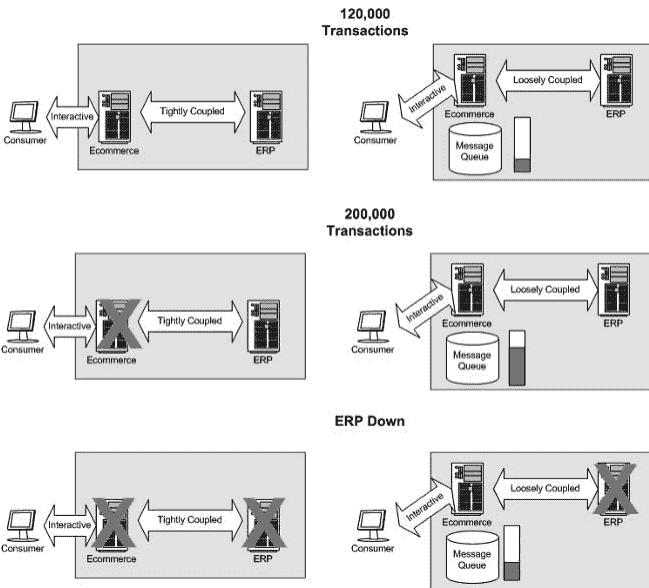 120,000
Transactions
Interactive
Tightly Coupled
Consumer
Ecommerce
ERP
Interactive
Loosely Coupled
Consumer
Ecommerce
ERP
Message
Queue
200,000
Transactions
Interactive
Tightly Coupled
Consumer
Ecommerce
ERP
Interactive
Loosely Coupled
Consumer
Ecommerce
ERP
Message
Queue
ERP Down
Interactive
Tightly Coupled
Consumer
Ecommerce
ERP
Interactive
Loosely Coupled
Consumer
Ecommerce
ERP
Message
Queue